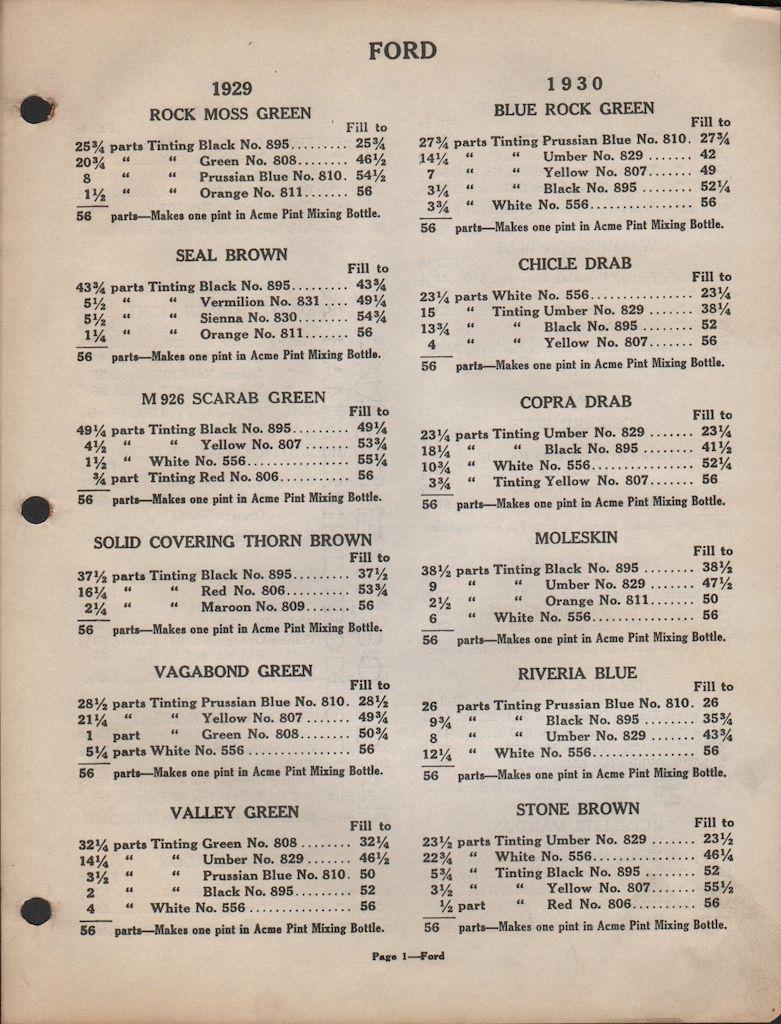 FORD
1929
ROCK MOSS GREEN
Fill to
25¾ parts Tinting Black No. 895......... 25¾
20¾ “ “ Green No. 808........ 46½
8 “ “ Prussian Blue No. 810. 54½
1½ “ “ Orange No. 811....... 56
56 parts—Makes one pint in Acme Pint Mixing Bottle.
SEAL BROWN
Fill to
43¾ parts Tinting Black No. 895......... 43¾
5½ “ “ Vermilion No. 831 .... 49¼
5½ “ “ Sienna No. 830........ 54¾
1¼ “ “ Orange No. 811....... 56
56 parts—Makes one pint in Acme Pint Mixing Bottle.
M 926 SCARAB GREEN
Fill to
49¼ parts Tinting Black No. 895......... 49¼
4½ “ “ Yellow No. 807 ....... 53¾
1½ “ White No. 556................ 55¼
¾ part Tinting Red No. 806........... 56
56 parts—Makes one pint in Acme Pint Mixing Bottle.
SOLID COVERING THORN BROWN
Fill to
37½ parts Tinting Black No. 895......... 37½
16¼ “ “ Red No. 806........... 53¾
2¼ “ “ Maroon No. 809....... 56
56 parts—Makes one pint in Acme Pint Mixing Bottle.
VAGABOND GREEN
Fill to
28½ parts Tinting Prussian Blue No. 810. 28½
21¼ “ “ Yellow No. 807 ....... 49¾
1 part “ Green No. 808........ 50¾
5¼ parts White No. 556 ................ 56
56 parts—Makes one pint in Acme Pint Mixing Bottle.
VALLEY GREEN
Fill to
32¼ parts Tinting Green No. 808 ........ 32¼
14¼ “ “ Umber No. 829 ....... 46½
3½ “ “ Prussian Blue No. 810. 50
2 “ “ Black No. 895......... 52
4 “ White No. 556 ................ 56
56 parts—Makes one pint in Acme Pint Mixing Bottle.
1930
BLUE ROCK GREEN
Fill to
27¾ parts Tinting Prussian Blue No. 810. 27¾
14¼ “ “ Umber No. 829 ....... 42
7 “ “ Yellow No. 807....... 49
3¼ “ “ Black No. 895 ........ 52¼
3¾ “ White No. 556................ 56
56 parts—Makes one pint in Acme Pint Mixing Bottle.
CHICLE DRAB
Fill to
23¼ parts White No. 556................ 23¼
15 “ Tinting Umber No. 829 ....... 38¼
13¾ “ “ Black No. 895 ........ 52
4 “ “ Yellow No. 807....... 56
56 parts—Makes one pint in Acme Pint Mixing Bottle.
COPRA DRAB
Fill to
23¼ parts Tinting Umber No. 829 ....... 23¼
18¼ “ “ Black No. 895 ........ 41½
10¾ “ White No. 556................ 52¼
3¾ “ Tinting Yellow No. 807....... 56
56 parts—Makes one pint in Acme Pint Mixing Bottle.
MOLESKIN
Fill to
38½ parts Tinting Black No. 895 ........ 38½
9 “ “ Umber No. 829 ....... 47½
2½ “ “ Orange No. 811....... 50
6 “ White No. 556................ 56
56 parts—Makes one pint in Acme Pint Mixing Bottle.
RIVERIA BLUE
Fill to
26 parts Tinting Prussian Blue No. 810. 26
9¾ “ “ Black No. 895 ........ 35¾
8 “ “ Umber No. 829 ....... 43¾
12¼ “ White No. 556................ 56
56 parts—Makes one pint in Acme Pint Mixing Bottle.
STONE BROWN
Fill to
23½ parts Tinting Umber No. 829 ....... 23½
22¾ “ White No. 556................ 46¼
5¾ “ Tinting Black No. 895 ........ 52
3½ “ “ Yellow No. 807....... 55½
½ part “ Red No. 806.......... 56
56 parts—Makes one pint in Acme Pint Mixing Bottle.
Page 1—Ford